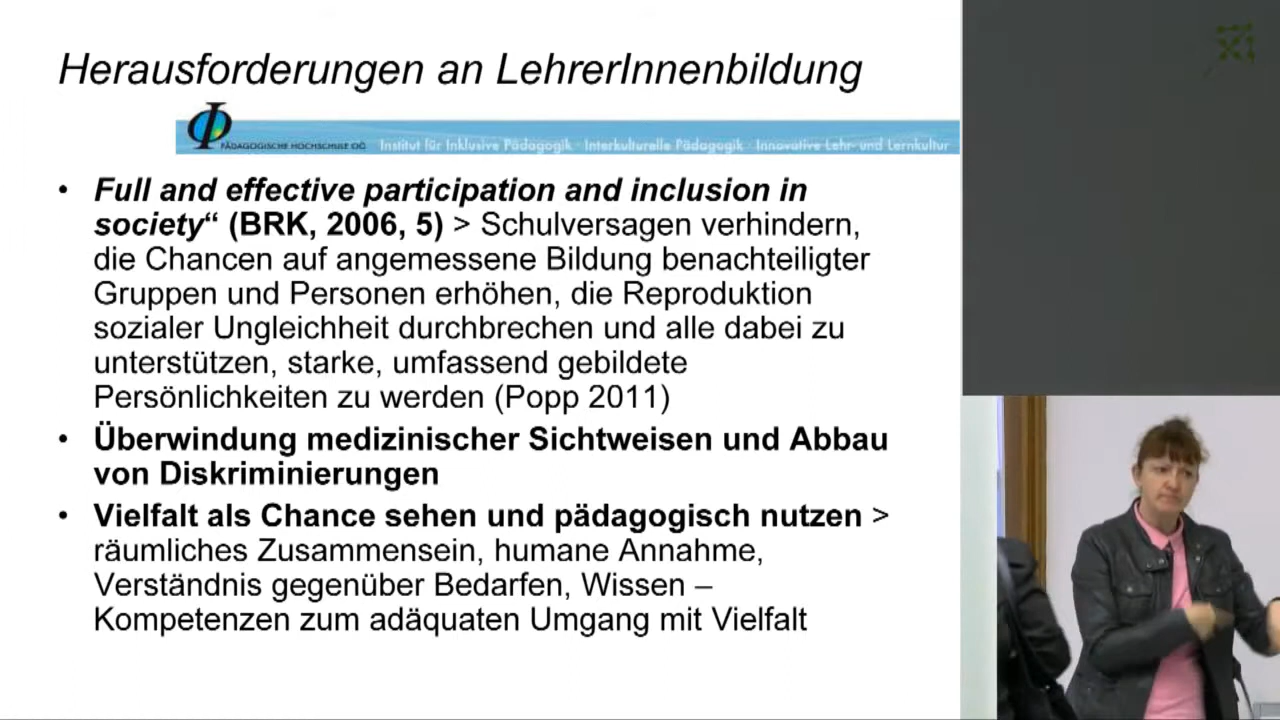 Herausforderungen an LehrerInnenbildung
PÄDAGOGISCHE HOCHSCHULE OÖ Institut für Inklusive Pädagogik · Interkulturelle Pädagogik · Innovative Lehr- und Lernkultur
• Full and effective participation and inclusion in
society“ (BRK, 2006, 5) > Schulversagen verhindern,
die Chancen auf angemessene Bildung benachteiligter
Gruppen und Personen erhöhen, die Reproduktion
sozialer Ungleichheit durchbrechen und alle dabei zu
unterstützen, starke, umfassend gebildete
Persönlichkeiten zu werden (Popp 2011)
• Überwindung medizinischer Sichtweisen und Abbau
von Diskriminierungen
• Vielfalt als Chance sehen und pädagogisch nutzen >
räumliches Zusammensein, humane Annahme,
Verständnis gegenüber Bedarfen, Wissen –
Kompetenzen zum adäquaten Umgang mit Vielfalt